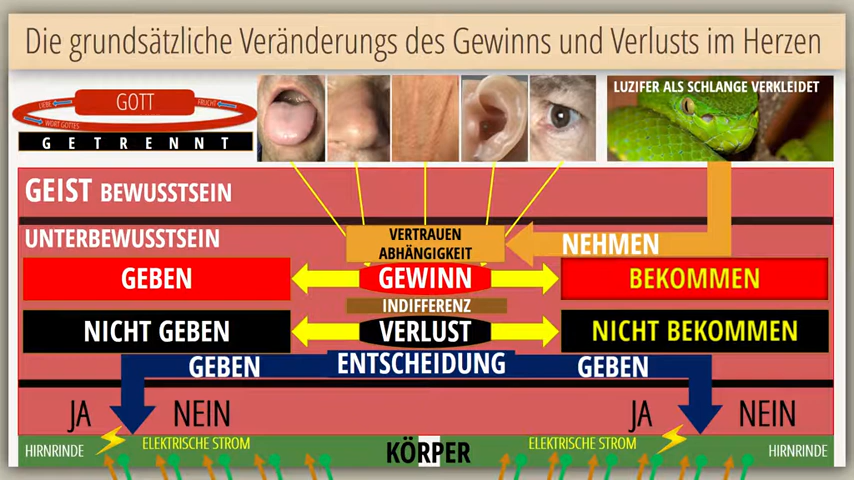 Die grundsätzliche Veränderungs des Gewinns und Verlusts im Herzen
LIEBE
GOTT
FRUCHT
WORT GOTTES
GETRENNT
LUZIFER ALS SCHLANGE VERKLEIDET
GEIST BEWUSSTSEIN
UNTERBEWUSSTSEIN
VERTRAUEN
ABHÄNGIGKEIT
NEHMEN
GEBEN
GEWINN
BEKOMMEN
INDIFFERENZ
NICHT GEBEN
VERLUST
NICHT BEKOMMEN
GEBEN
ENTSCHEIDUNG
GEBEN
JA
NEIN
JA
NEIN
HIRNRINDE
ELEKTRISCHE STROM
KÖRPER
ELEKTRISCHE STROM
HIRNRINDE